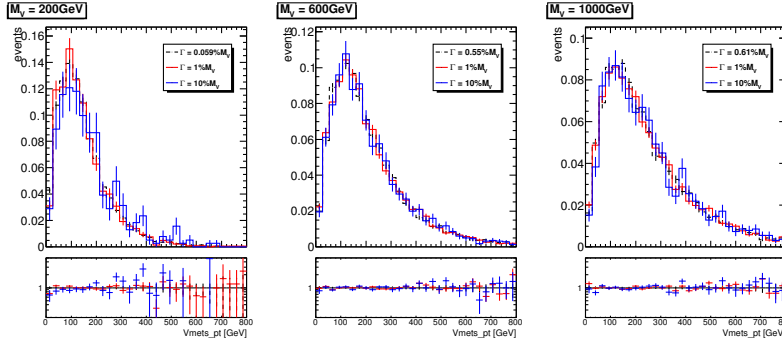 M_V = 200GeV
events
0.16
0.14
0.12
0.1
0.08
0.06
0.04
0.02
0
Γ = 0.059%M_V
Γ = 1%M_V
Γ = 10%M_V
0 100 200 300 400 500 600 700 800
Vmets_pt [GeV]
M_V = 600GeV
events
0.12
0.1
0.08
0.06
0.04
0.02
0
Γ = 0.55%M_V
Γ = 1%M_V
Γ = 10%M_V
0 100 200 300 400 500 600 700 800
Vmets_pt [GeV]
M_V = 1000GeV
events
0.1
0.08
0.06
0.04
0.02
0
Γ = 0.61%M_V
Γ = 1%M_V
Γ = 10%M_V
0 100 200 300 400 500 600 700 800
Vmets_pt [GeV]